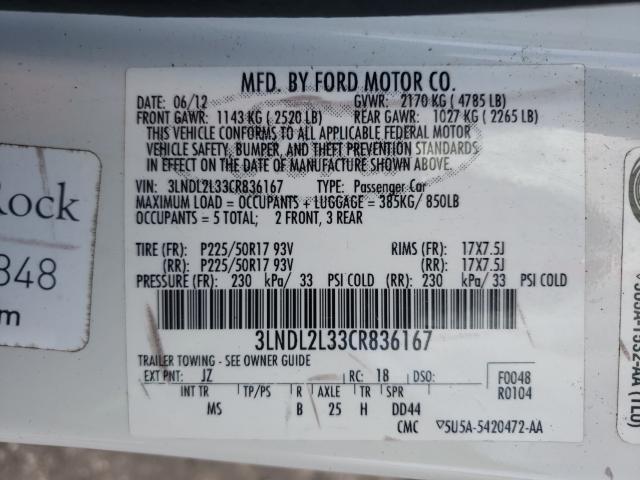 MFD. BY FORD MOTOR CO.
DATE: 06/12 GVWR: 2170 KG ( 4785 LB)
FRONT GAWR: 1143 KG ( 2520 LB) REAR GAWR: 1027 KG ( 2265 LB)
THIS VEHICLE CONFORMS TO ALL APPLICABLE FEDERAL MOTOR
VEHICLE SAFETY, BUMPER, AND THEFT PREVENTION STANDARDS
IN EFFECT ON THE DATE OF MANUFACTURE SHOWN ABOVE.
VIN: 3LNDL2L33CR836167 TYPE: Passenger Car
MAXIMUM LOAD = OCCUPANTS + LUGGAGE = 385KG/ 850LB
OCCUPANTS = 5 TOTAL; 2 FRONT, 3 REAR
TIRE (FR): P225/50R17 93V RIMS (FR): 17X7.5J
(RR): P225/50R17 93V (RR): 17X7.5J
PRESSURE (FR): 230 kPa/ 33 PSI COLD (RR): 230 kPa/ 33 PSI COLD
3LNDL2L33CR836167
TRAILER TOWING - SEE OWNER GUIDE
EXT PNT: JZ RC: 18 DSO: F0048
INT TR TP/PS R AXLE TR SPR R0104
MS B 25 H DD44
CMC ▽5U5A-5420472-AA
Rock
848
m